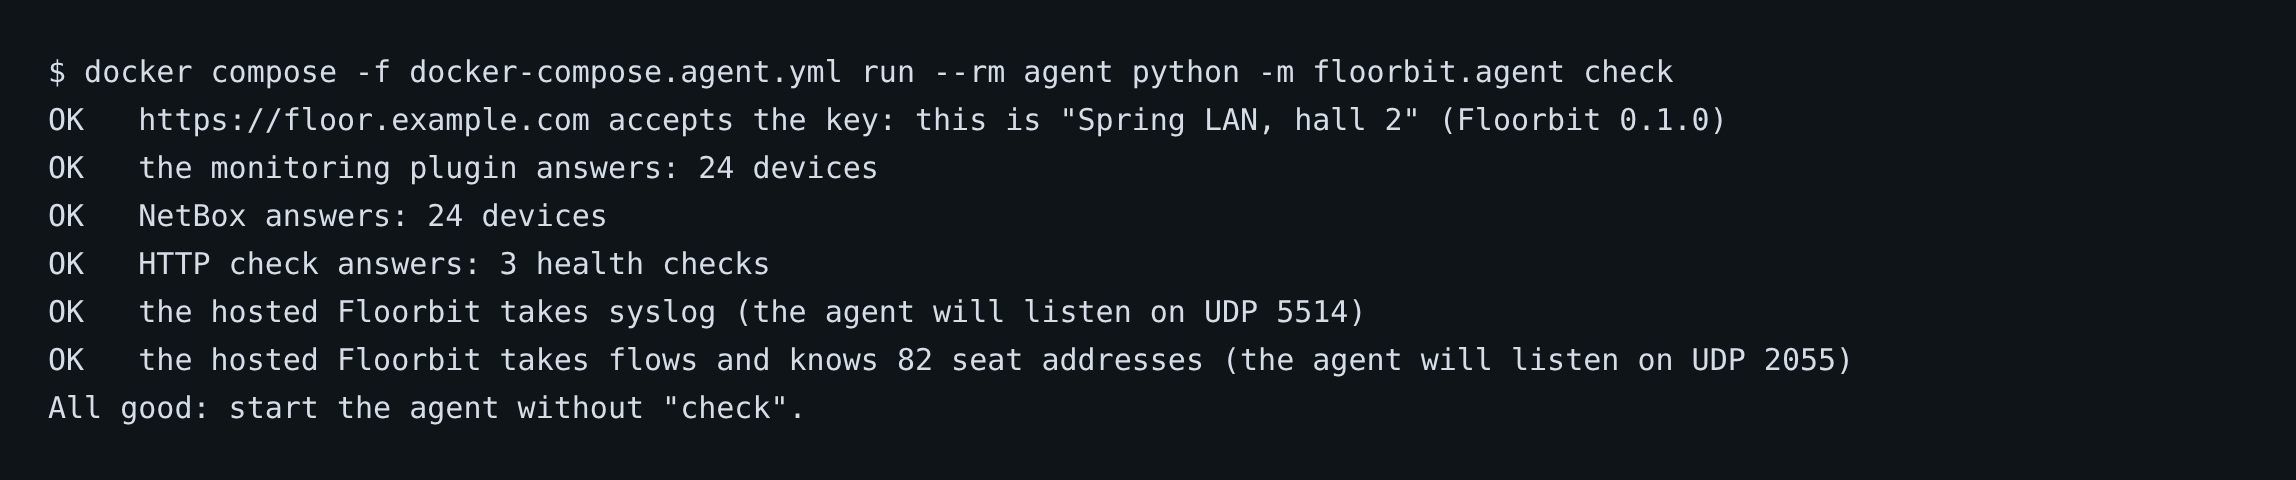 $ docker compose -f docker-compose.agent.yml run --rm agent python -m floorbit.agent check
OK   https://floor.example.com accepts the key: this is "Spring LAN, hall 2" (Floorbit 0.1.0)
OK   the monitoring plugin answers: 24 devices
OK   NetBox answers: 24 devices
OK   HTTP check answers: 3 health checks
OK   the hosted Floorbit takes syslog (the agent will listen on UDP 5514)
OK   the hosted Floorbit takes flows and knows 82 seat addresses (the agent will listen on UDP 2055)
All good: start the agent without "check".